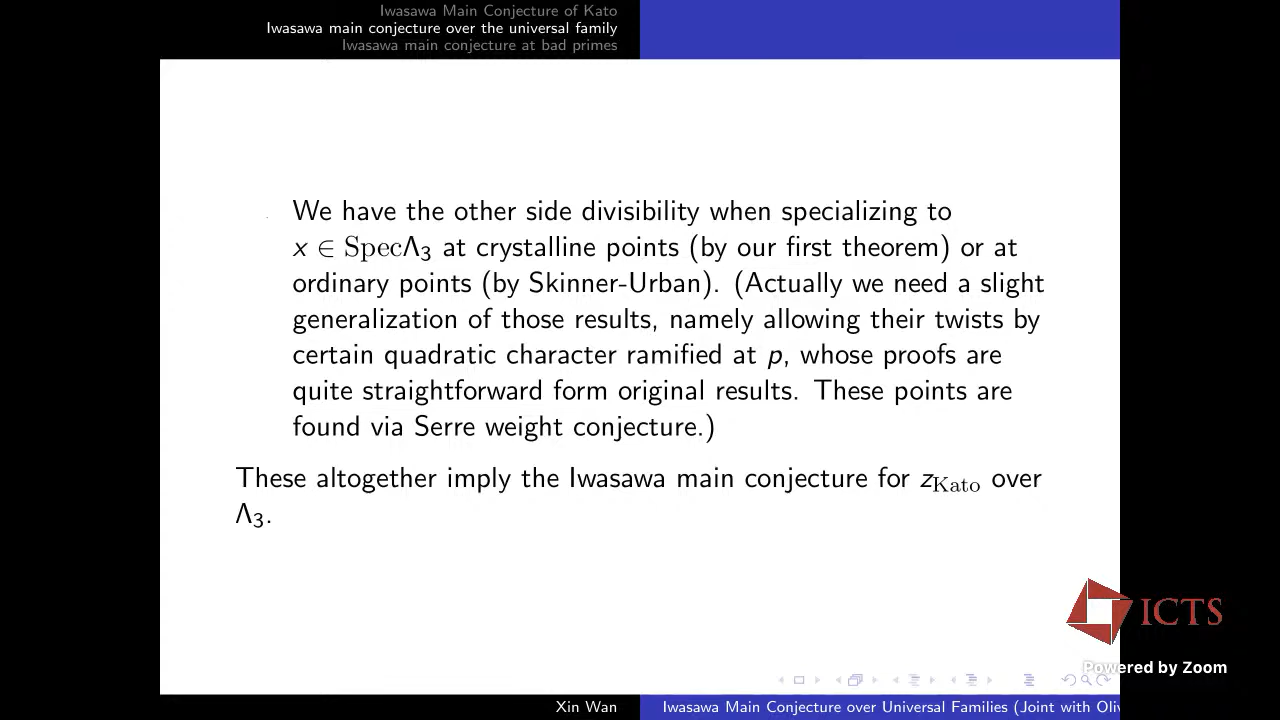 Iwasawa Main Conjecture of Kato
Iwasawa main conjecture over the universal family
Iwasawa main conjecture at bad primes
We have the other side divisibility when specializing to
x ∈ SpecΛ₃ at crystalline points (by our first theorem) or at
ordinary points (by Skinner-Urban). (Actually we need a slight
generalization of those results, namely allowing their twists by
certain quadratic character ramified at p, whose proofs are
quite straightforward form original results. These points are
found via Serre weight conjecture.)
These altogether imply the Iwasawa main conjecture for z_Kato over
Λ₃.
ICTS
Powered by Zoom
Xin Wan
Iwasawa Main Conjecture over Universal Families (Joint with Oliv